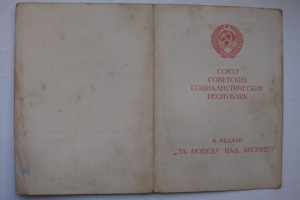 СОЮЗ
СОВЕТСКИХ
СОЦИАЛИСТИЧЕСКИХ
РЕСПУБЛИК
К МЕДАЛИ
„ЗА ПОБЕДУ НАД ЯПОНИЕЙ"